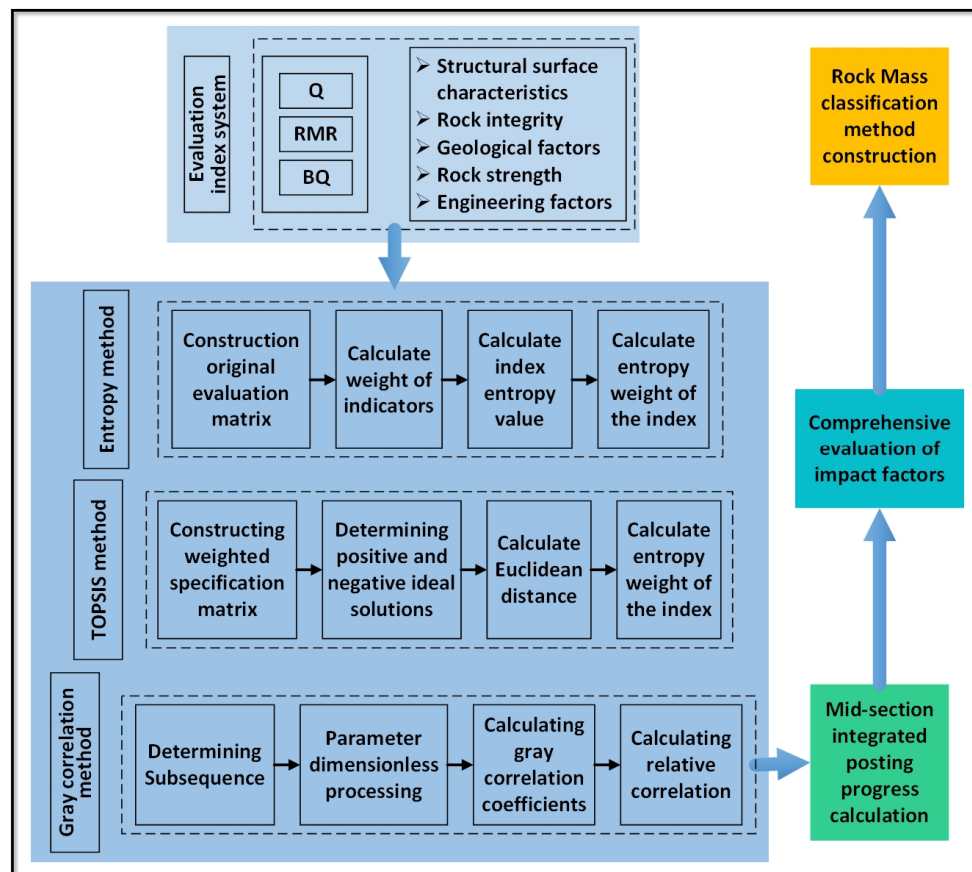 Evaluation
index system
Q
RMR
BQ
➢ Structural surface
characteristics
➢ Rock integrity
➢ Geological factors
➢ Rock strength
➢ Engineering factors
Entropy method
Construction
original
evaluation
matrix
Calculate
weight of
indicators
Calculate
index
entropy
value
Calculate
entropy
weight of
the index
TOPSIS method
Constructing
weighted
specification
matrix
Determining
positive and
negative ideal
solutions
Calculate
Euclidean
distance
Calculate
entropy
weight of
the index
Gray correlation
method
Determining
Subsequence
Parameter
dimensionless
processing
Calculating
gray
correlation
coefficients
Calculating
relative
correlation
Mid-section
integrated
posting
progress
calculation
Comprehensive
evaluation of
impact factors
Rock Mass
classification
method
construction